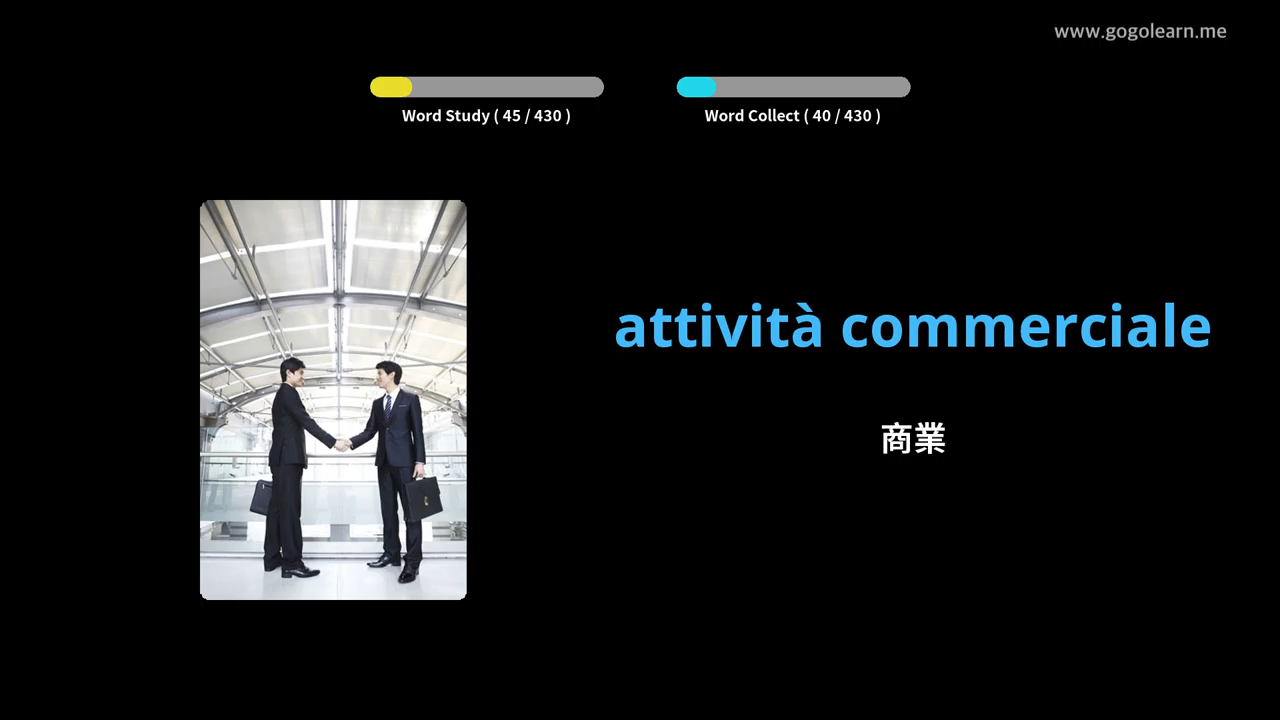 www.gogolearn.me
Word Study ( 45 / 430 )
Word Collect ( 40 / 430 )
attività commerciale
商業